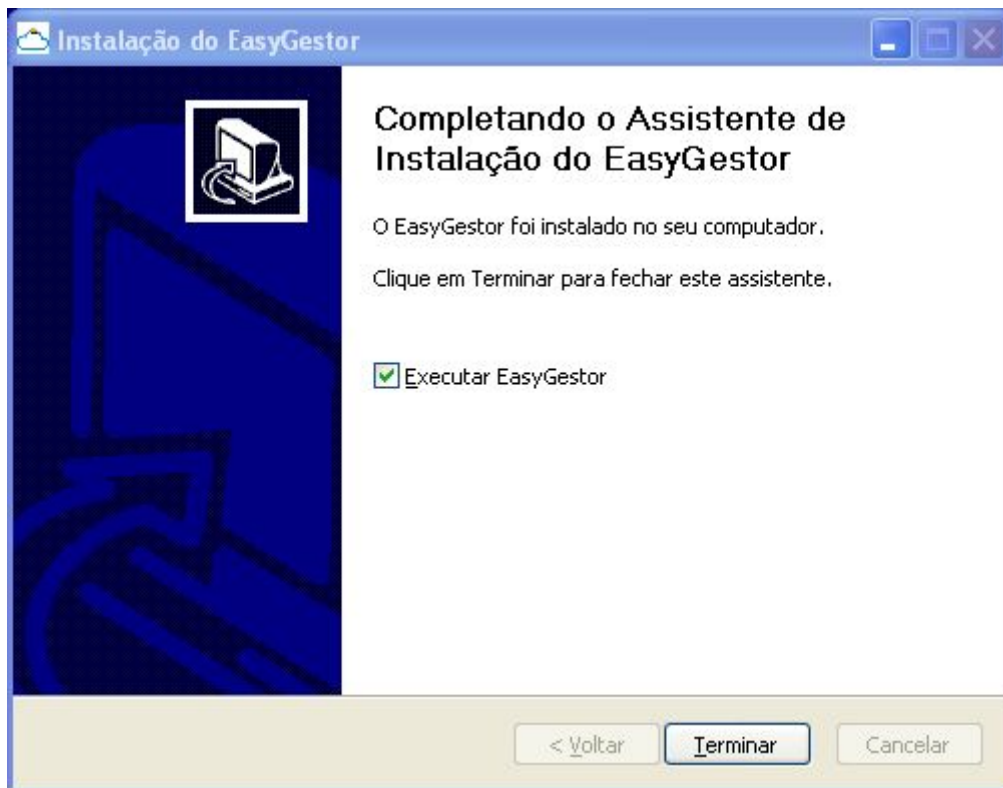 Instalação do EasyGestor
Completando o Assistente de
Instalação do EasyGestor
O EasyGestor foi instalado no seu computador.
Clique em Terminar para fechar este assistente.
Executar EasyGestor
< Voltar
Terminar
Cancelar